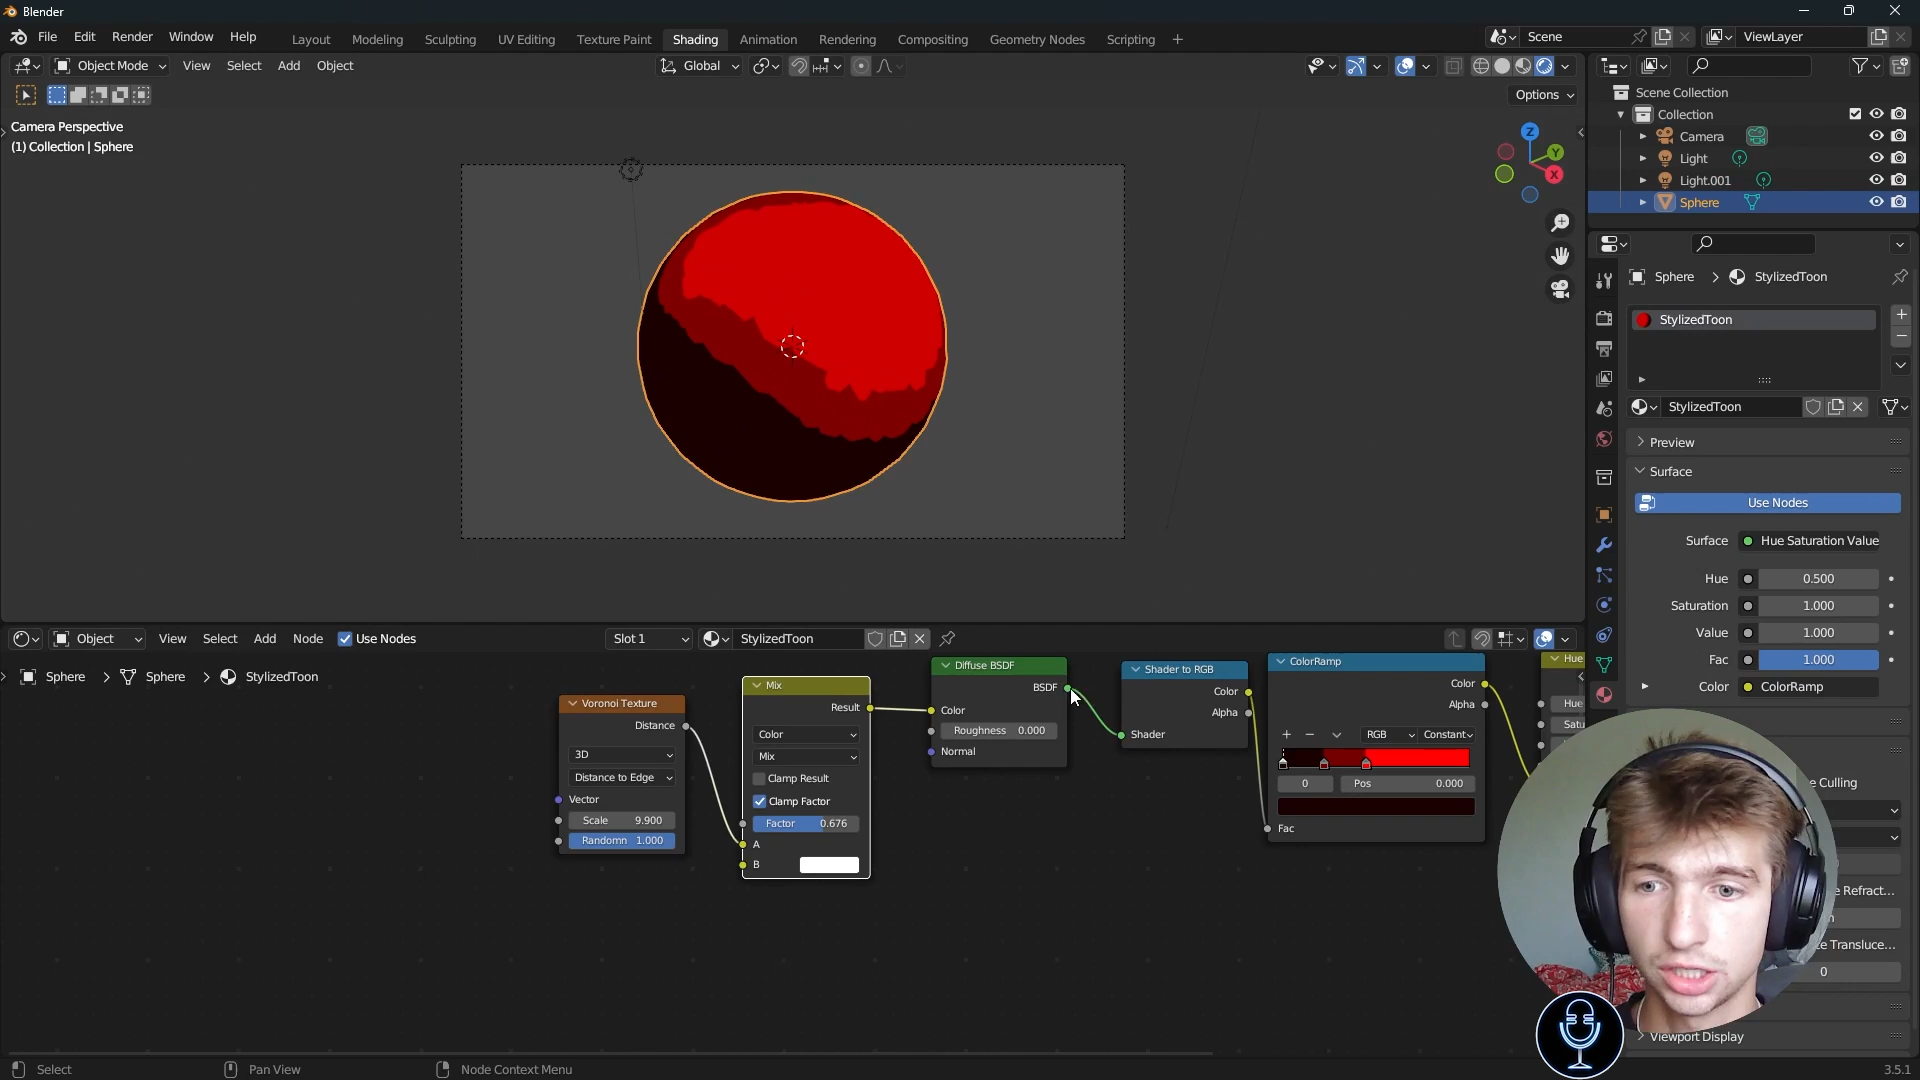 Blender
File Edit Render Window Help
Layout Modeling Sculpting UV Editing Texture Paint Shading Animation Rendering Compositing Geometry Nodes Scripting +
Scene
ViewLayer
Object Mode View Select Add Object
Global
Options
Camera Perspective
(1) Collection | Sphere
Z
Y
X
Scene Collection
Collection
Camera
Light
Light.001
Sphere
Sphere > StylizedToon
StylizedToon
StylizedToon
Preview
Surface
Use Nodes
Surface Hue Saturation Value
Hue 0.500
Saturation 1.000
Value 1.000
Fac 1.000
Color ColorRamp
e Culling
e Refract...
e Transluce...
0
Viewport Display
Object View Select Add Node Use Nodes
Slot 1
StylizedToon
Sphere > Sphere > StylizedToon
Voronoi Texture
Distance
3D
Distance to Edge
Vector
Scale 9.900
Randomn 1.000
Mix
Result
Color
Mix
Clamp Result
Clamp Factor
Factor 0.676
A
B
Diffuse BSDF
BSDF
Color
Roughness 0.000
Normal
Shader to RGB
Color
Alpha
Shader
ColorRamp
Color
Alpha
RGB Constant
0 Pos 0.000
Fac
Hue
Hue
Satu
Select
Pan View
Node Context Menu
3.5.1